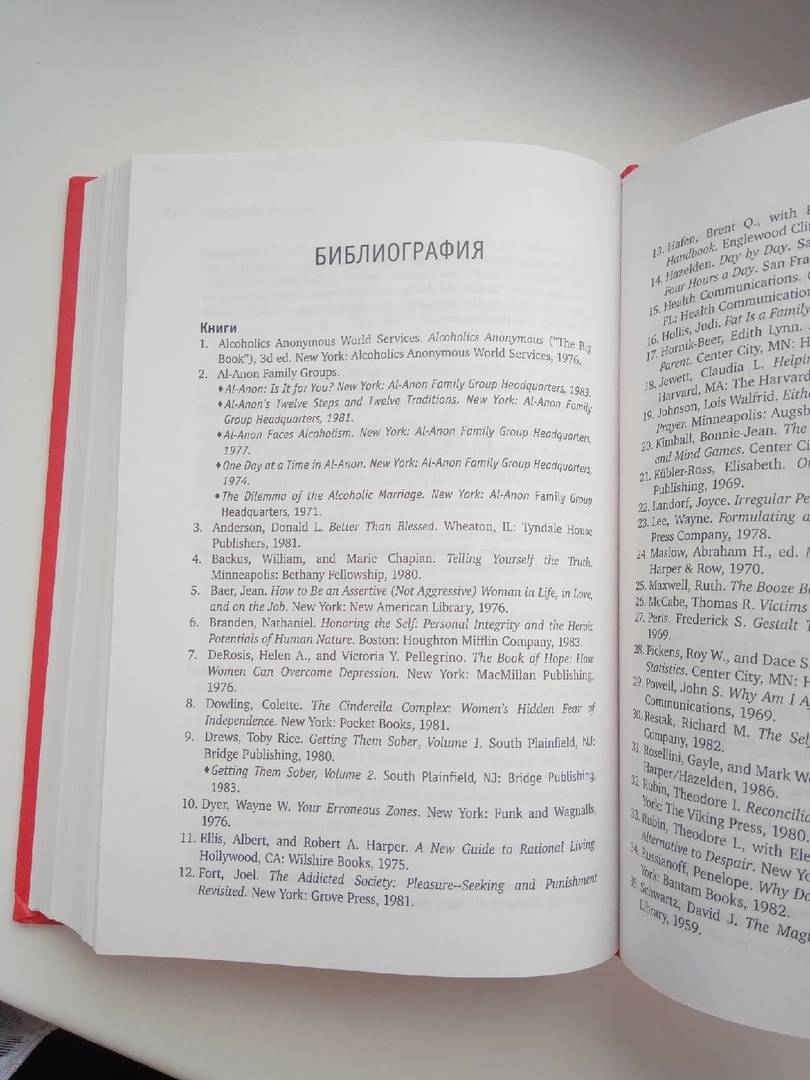 БИБЛИОГРАФИЯ
Книги
1. Alcoholics Anonymous World Services. Alcoholics Anonymous ("The Big
Book"), 3d ed. New York: Alcoholics Anonymous World Services, 1976.
2. Al-Anon Family Groups.
♦Al-Anon: Is It for You? New York: Al-Anon Family Group Headquarters, 1983.
♦Al-Anon's Twelve Steps and Twelve Traditions. New York: Al-Anon Family
Group Headquarters, 1981.
♦Al-Anon Faces Alcoholism. New York: Al-Anon Family Group Headquarters,
1977.
♦One Day at a Time in Al-Anon. New York: Al-Anon Family Group Headquarters,
1974.
♦The Dilemma of the Alcoholic Marriage. New York: Al-Anon Family Group
Headquarters, 1971.
3. Anderson, Donald L. Better Than Blessed. Wheaton, IL: Tyndale House
Publishers, 1981.
4. Backus, William, and Marie Chapian. Telling Yourself the Truth.
Minneapolis: Bethany Fellowship, 1980.
5. Baer, Jean. How to Be an Assertive (Not Aggressive) Woman in Life, in Love,
and on the Job. New York: New American Library, 1976.
6. Branden, Nathaniel. Honoring the Self: Personal Integrity and the Heroic
Potentials of Human Nature. Boston: Houghton Mifflin Company, 1983.
7. DeRosis, Helen A., and Victoria Y. Pellegrino. The Book of Hope: How
Women Can Overcome Depression. New York: MacMillan Publishing,
1976.
8. Dowling, Colette. The Cinderella Complex: Women's Hidden Fear of
Independence. New York: Pocket Books, 1981.
9. Drews, Toby Rice. Getting Them Sober, Volume 1. South Plainfield, NJ:
Bridge Publishing, 1980.
♦Getting Them Sober, Volume 2. South Plainfield, NJ: Bridge Publishing,
1983.
10. Dyer, Wayne W. Your Erroneous Zones. New York: Funk and Wagnalls,
1976.
11. Ellis, Albert, and Robert A. Harper. A New Guide to Rational Living.
Hollywood, CA: Wilshire Books, 1975.
12. Fort, Joel. The Addicted Society: Pleasure--Seeking and Punishment
Revisited. New York: Grove Press, 1981.
13. Hafen, Brent Q., with
Handbook. Englewood
14. Hazelden. Day by Day.
Four Hours a Day. San
15. Health Communications.
FL: Health Communication
16. Hollis, Judi. Fat Is a Family
17. Hornik-Beer, Edith Lynn.
Parent. Center City, MN:
18. Jewett, Claudia L.
Harvard, MA: The Harvard
19. Johnson, Lois Walfrid.
Prayer. Minneapolis:
20. Kimball, Bonnie-Jean. The
and Mind Games. Center
21. Kübler-Ross, Elisabeth.
Publishing, 1969.
22. Landorf, Joyce. Irregular
23. Lee, Wayne. Formulating a
Press Company, 1978.
24. Maslow, Abraham H., ed.
Harper & Row, 1970.
25. Maxwell, Ruth. The Booze
26. McCabe, Thomas R. Victims
27. Peris, Frederick S. Gestalt
1969.
28. Pickens, Roy W., and Dace S.
Statistics. Center City, MN:
29. Powell, John S. Why Am I
Communications, 1969.
30. Restak, Richard M. The
Company, 1982.
31. Rosellini, Gayle, and Mark
Harper/Hazelden, 1986.
32. Rubin, Theodore I.
York: The Viking Press, 1980.
33. Rubin, Theodore I., with
Alternative to Despair. New
34. Russianoff, Penelope. Why
York: Bantam Books, 1982.
35. Schwartz, David J. The
Library, 1959.